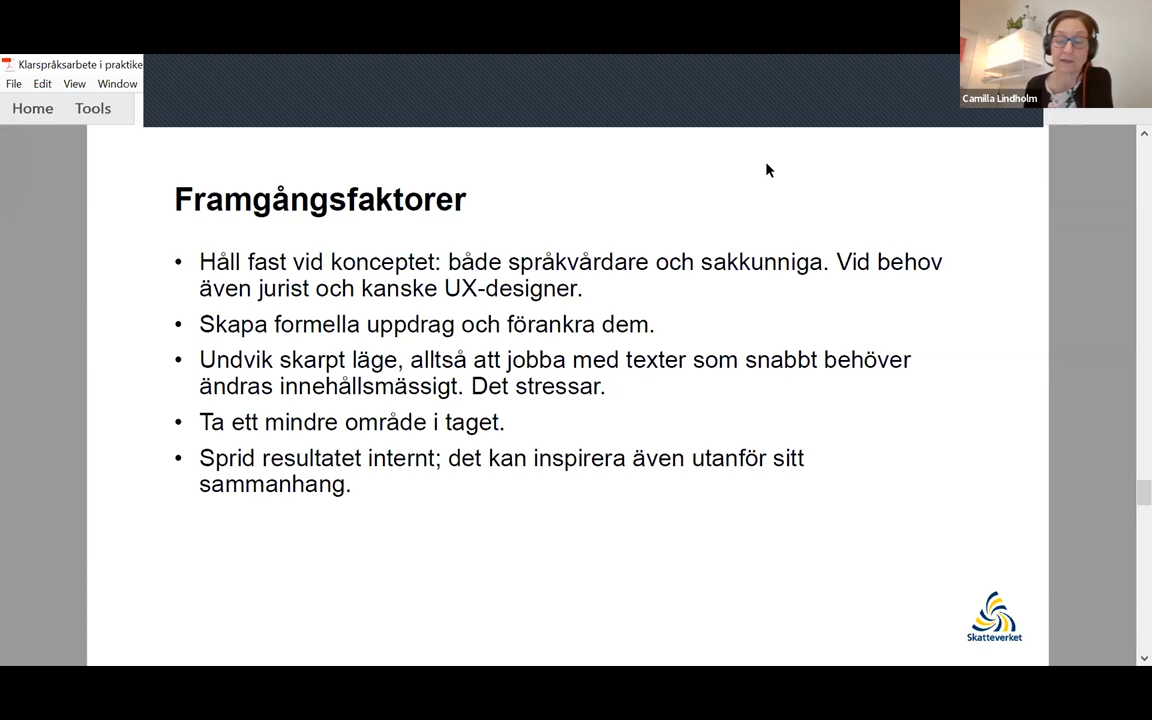 Klarspråksarbete i praktike
File Edit View Window
Home Tools
Camilla Lindholm
Framgångsfaktorer
• Håll fast vid konceptet: både språkvårdare och sakkunniga. Vid behov
även jurist och kanske UX-designer.
• Skapa formella uppdrag och förankra dem.
• Undvik skarpt läge, alltså att jobba med texter som snabbt behöver
ändras innehållsmässigt. Det stressar.
• Ta ett mindre område i taget.
• Sprid resultatet internt; det kan inspirera även utanför sitt
sammanhang.
Skatteverket